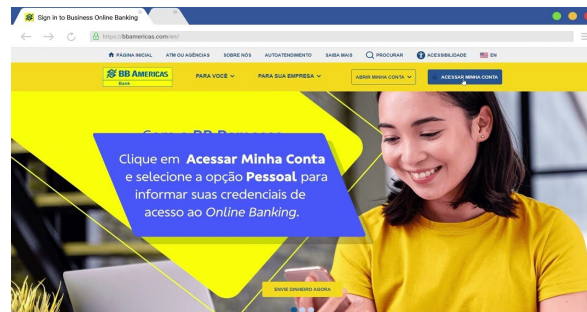 Sign in to Business Online Banking
https://bbamericas.com/en/
PÁGINA INICIAL ATM OU AGÊNCIAS SOBRE NÓS AUTOATENDIMENTO SAIBA MAIS PROCURAR ACESSIBILIDADE EN
BB AMERICAS
Bank
PARA VOCÊ PARA SUA EMPRESA ABRIR MINHA CONTA ACESSAR MINHA CONTA
Clique em Acessar Minha Conta
e selecione a opção Pessoal para
informar suas credenciais de
acesso ao Online Banking.
ENVIE DINHEIRO AGORA